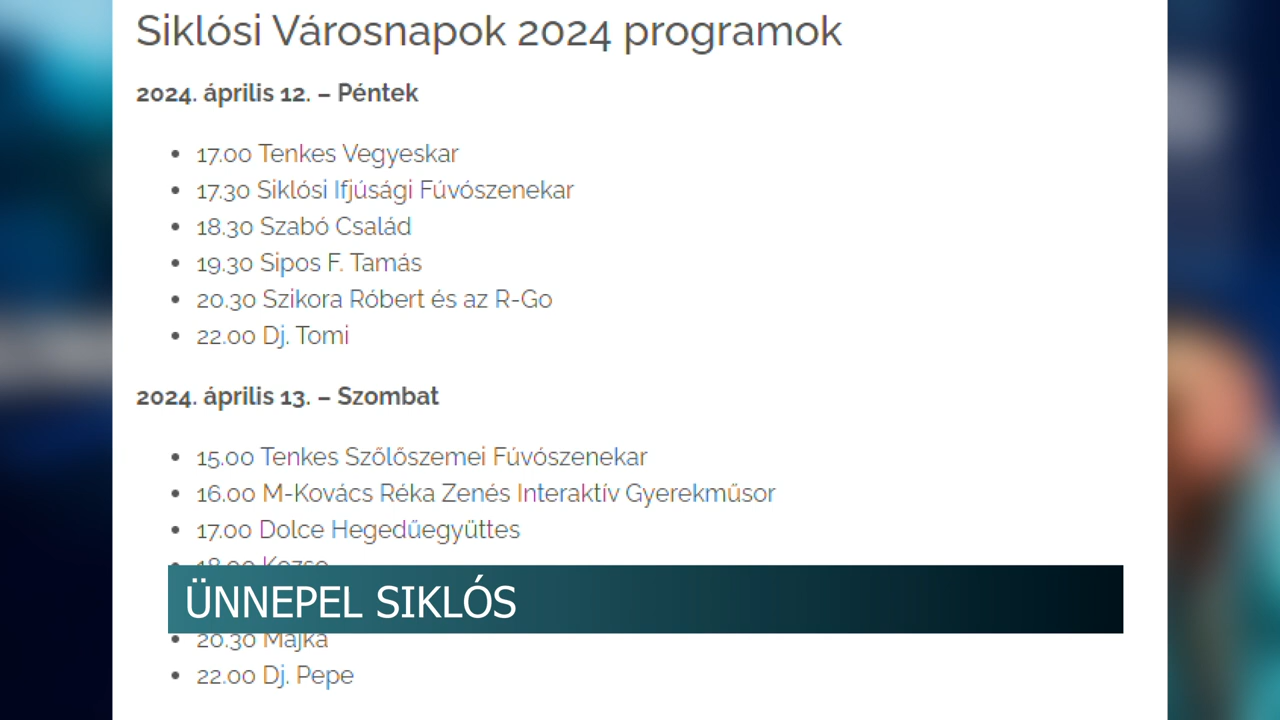 Siklósi Városnapok 2024 programok
2024. április 12. – Péntek
• 17.00 Tenkes Vegyeskar
• 17.30 Siklósi Ifjúsági Fúvószenekar
• 18.30 Szabó Család
• 19.30 Sipos F. Tamás
• 20.30 Szikora Róbert és az R-Go
• 22.00 Dj. Tomi
2024. április 13. – Szombat
• 15.00 Tenkes Szőlőszemei Fúvószenekar
• 16.00 M-Kovács Réka Zenés Interaktív Gyerekműsor
• 17.00 Dolce Hegedűegyüttes
• 18.00 Kozso
ÜNNEPEL SIKLÓS
• 20.30 Majka
• 22.00 Dj. Pepe